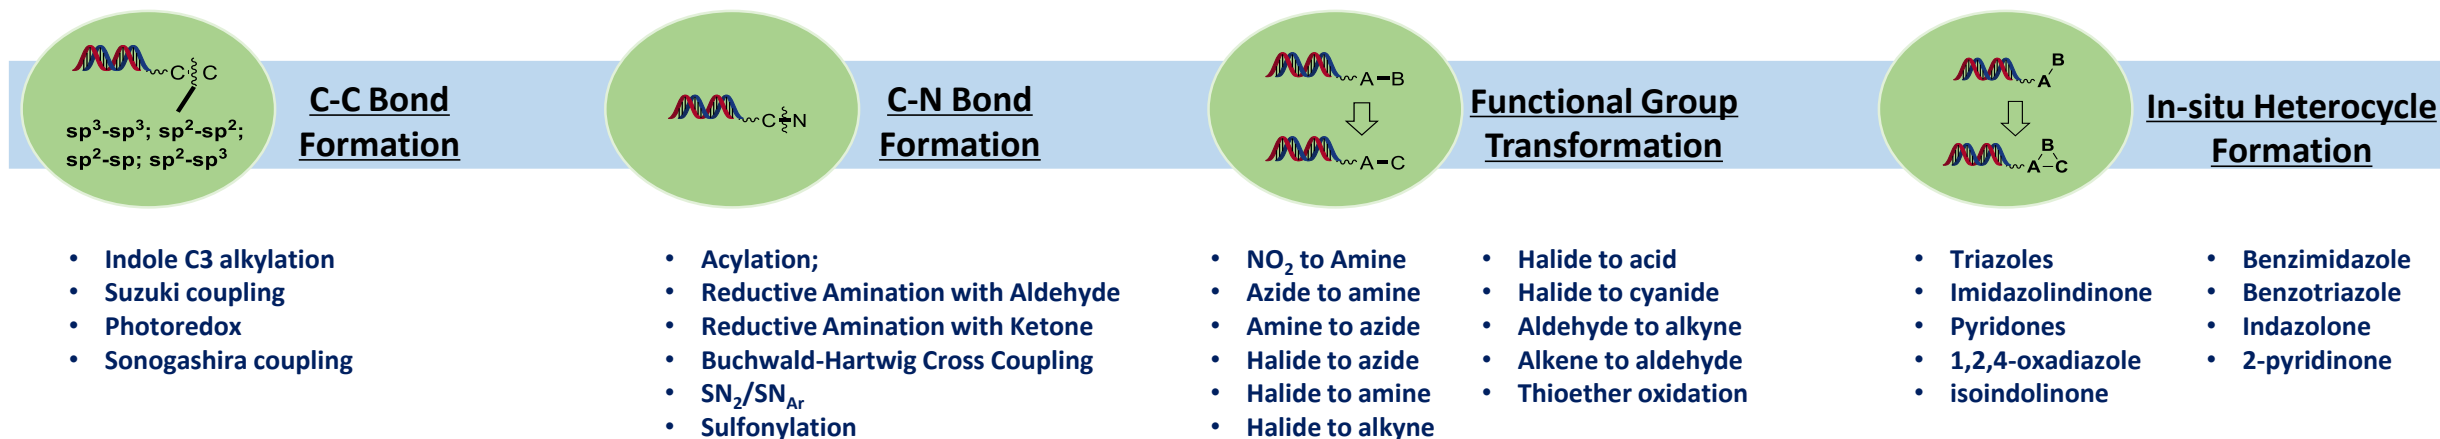 C C
sp³-sp³; sp²-sp²;
sp²-sp; sp²-sp³
C-C Bond
Formation
• Indole C3 alkylation
• Suzuki coupling
• Photoredox
• Sonogashira coupling
C-N
C-N Bond
Formation
• Acylation;
• Reductive Amination with Aldehyde
• Reductive Amination with Ketone
• Buchwald-Hartwig Cross Coupling
• SN₂/SN_Ar
• Sulfonylation
A-B
A-C
Functional Group
Transformation
• NO₂ to Amine
• Azide to amine
• Amine to azide
• Halide to azide
• Halide to amine
• Halide to alkyne
• Halide to acid
• Halide to cyanide
• Aldehyde to alkyne
• Alkene to aldehyde
• Thioether oxidation
B
A
B
A-C
In-situ Heterocycle
Formation
• Triazoles
• Imidazolindinone
• Pyridones
• 1,2,4-oxadiazole
• isoindolinone
• Benzimidazole
• Benzotriazole
• Indazolone
• 2-pyridinone